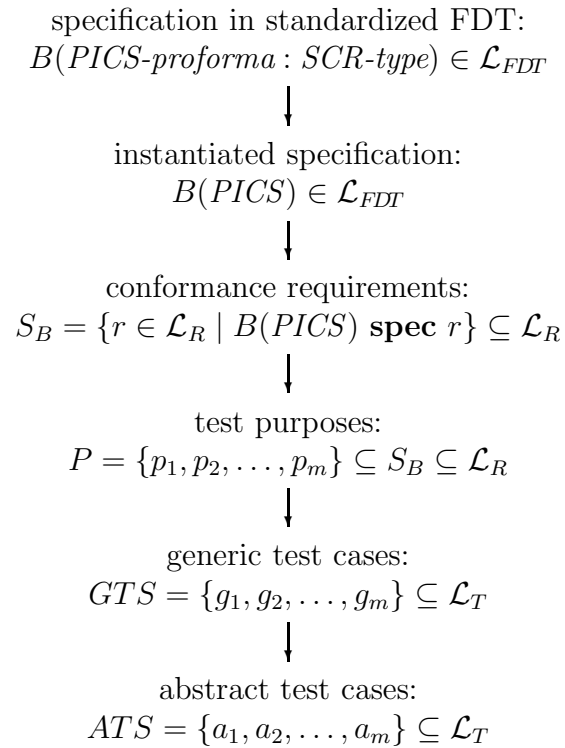 specification in standardized FDT:
B(PICS-proforma : SCR-type) ∈ ℒ_FDT
instantiated specification:
B(PICS) ∈ ℒ_FDT
conformance requirements:
S_B = {r ∈ ℒ_R | B(PICS) spec r} ⊆ ℒ_R
test purposes:
P = {p_1, p_2, . . . , p_m} ⊆ S_B ⊆ ℒ_R
generic test cases:
GTS = {g_1, g_2, . . . , g_m} ⊆ ℒ_T
abstract test cases:
ATS = {a_1, a_2, . . . , a_m} ⊆ ℒ_T